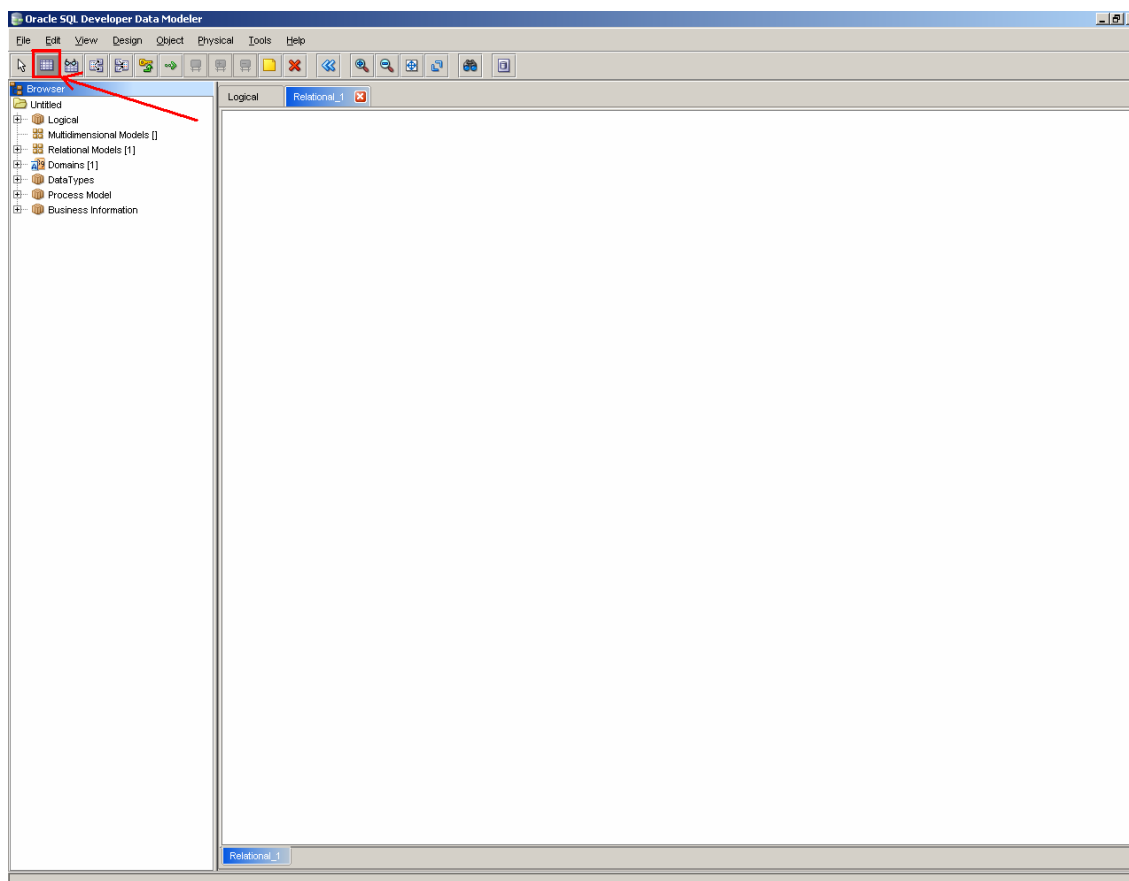 Oracle SQL Developer Data Modeler
File Edit View Design Object Physical Tools Help
Browser
Logical Relational_1
Untitled
Logical
Multidimensional Models []
Relational Models [1]
Domains [1]
DataTypes
Process Model
Business Information
Relational_1